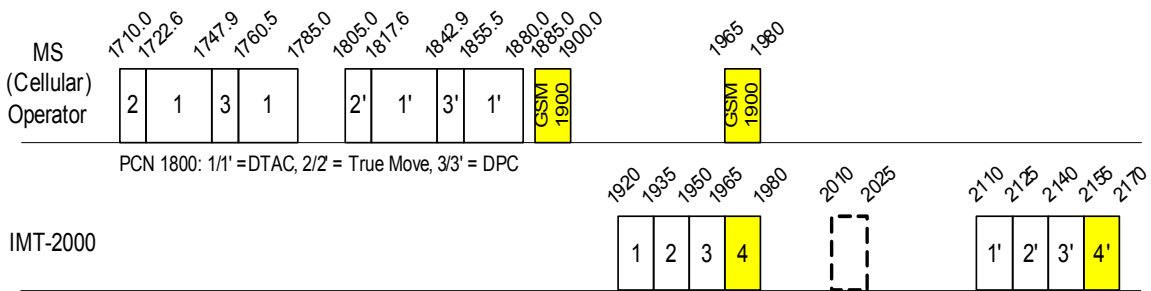 1710.0 1722.6 1747.9 1760.5 1785.0 1805.0 1817.6 1842.9 1855.5 1880.0 1885.0 1900.0 1965 1980
MS
(Cellular)
Operator
2 1 3 1 2' 1' 3' 1' GSM 1900 GSM 1900
PCN 1800: 1/1' =DTAC, 2/2' = True Move, 3/3' = DPC
1920 1935 1950 1965 1980 2010 2025 2110 2125 2140 2155 2170
IMT-2000
1 2 3 4 1' 2' 3' 4'